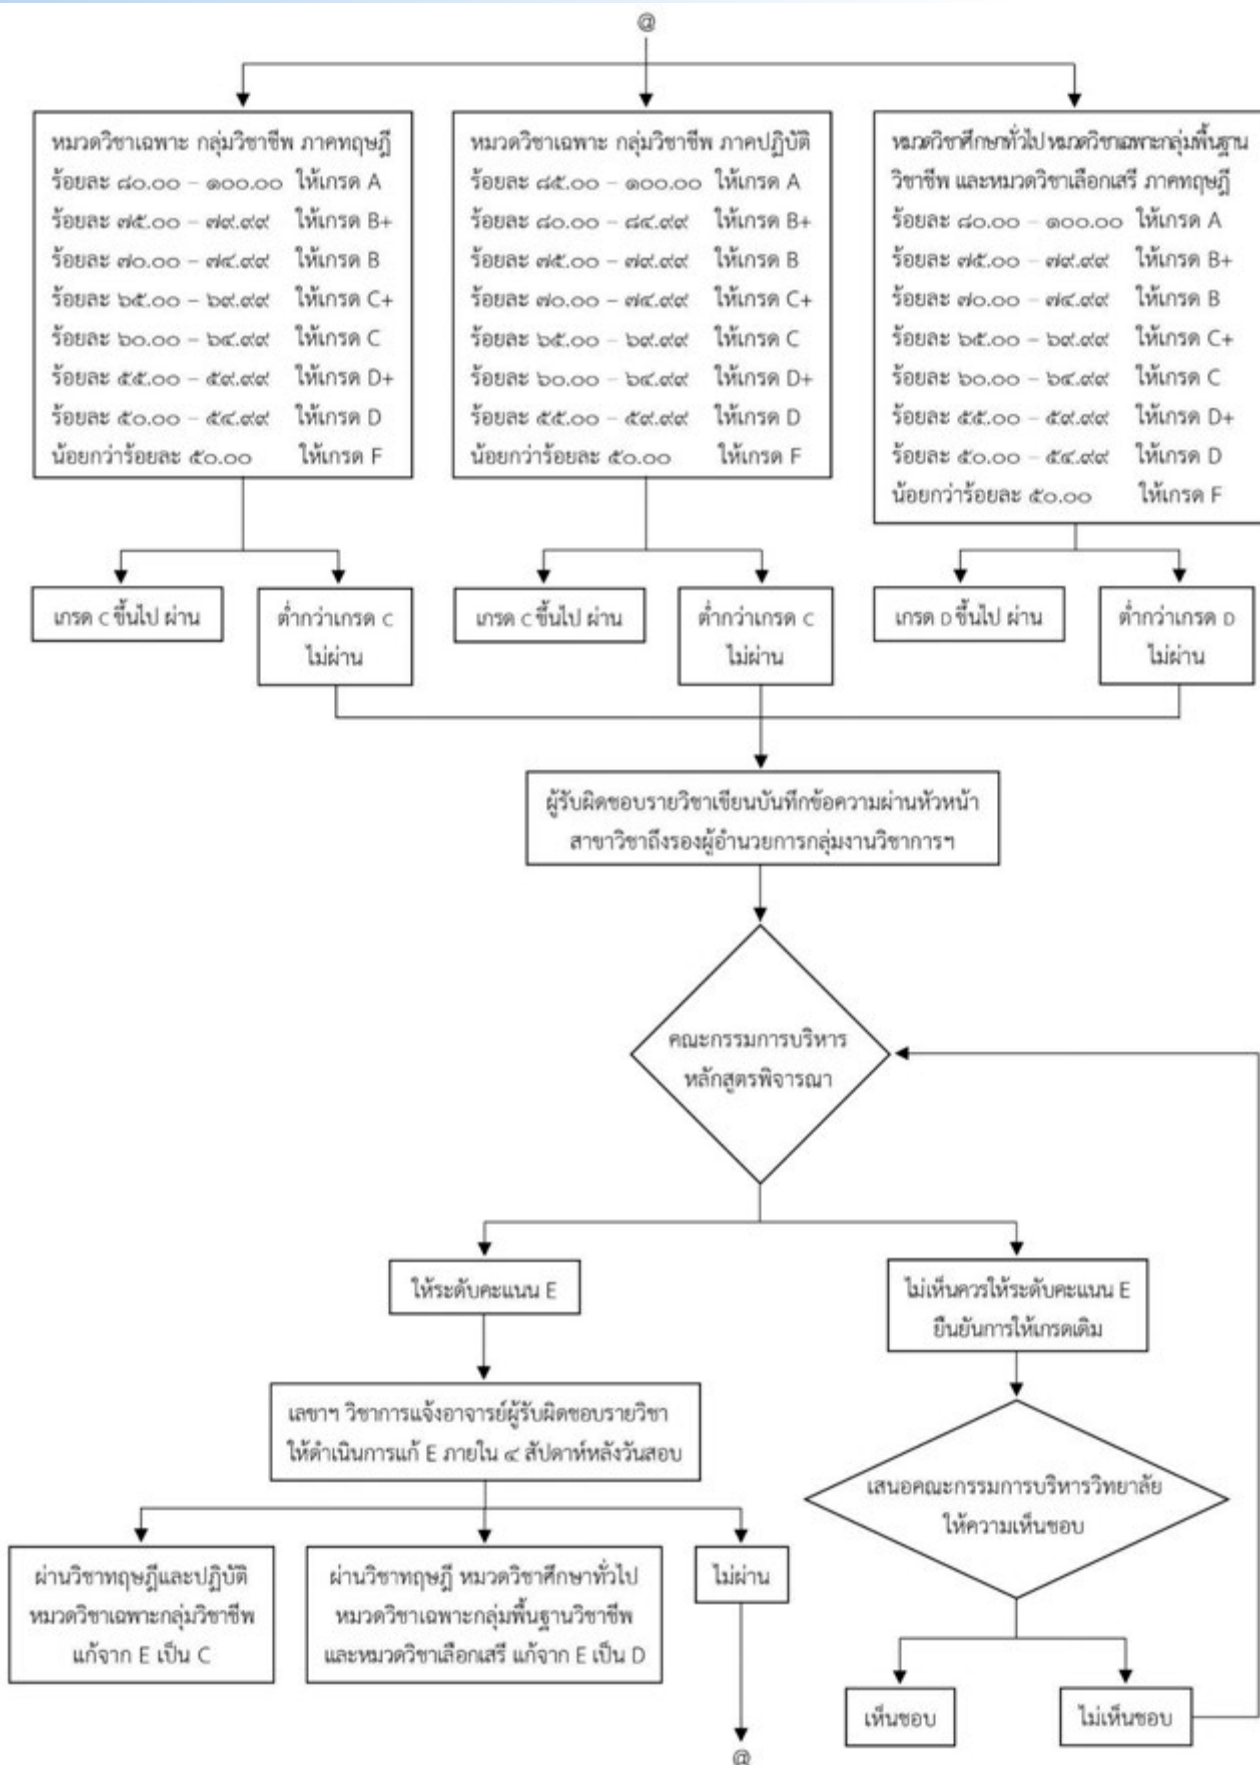 @
หมวดวิชาเฉพาะ กลุ่มวิชาชีพ ภาคทฤษฎี
ร้อยละ ๘๐.๐๐ – ๑๐๐.๐๐ ให้เกรด A
ร้อยละ ๗๕.๐๐ – ๗๙.๙๙ ให้เกรด B+
ร้อยละ ๗๐.๐๐ – ๗๔.๙๙ ให้เกรด B
ร้อยละ ๖๕.๐๐ – ๖๙.๙๙ ให้เกรด C+
ร้อยละ ๖๐.๐๐ – ๖๔.๙๙ ให้เกรด C
ร้อยละ ๕๕.๐๐ – ๕๙.๙๙ ให้เกรด D+
ร้อยละ ๕๐.๐๐ – ๕๔.๙๙ ให้เกรด D
น้อยกว่าร้อยละ ๕๐.๐๐ ให้เกรด F
หมวดวิชาเฉพาะ กลุ่มวิชาชีพ ภาคปฏิบัติ
ร้อยละ ๘๕.๐๐ – ๑๐๐.๐๐ ให้เกรด A
ร้อยละ ๘๐.๐๐ – ๘๔.๙๙ ให้เกรด B+
ร้อยละ ๗๕.๐๐ – ๗๙.๙๙ ให้เกรด B
ร้อยละ ๗๐.๐๐ – ๗๔.๙๙ ให้เกรด C+
ร้อยละ ๖๕.๐๐ – ๖๙.๙๙ ให้เกรด C
ร้อยละ ๖๐.๐๐ – ๖๔.๙๙ ให้เกรด D+
ร้อยละ ๕๕.๐๐ – ๕๙.๙๙ ให้เกรด D
น้อยกว่าร้อยละ ๕๐.๐๐ ให้เกรด F
หมวดวิชาศึกษาทั่วไป หมวดวิชาเฉพาะกลุ่มพื้นฐาน
วิชาชีพ และหมวดวิชาเลือกเสรี ภาคทฤษฎี
ร้อยละ ๘๐.๐๐ – ๑๐๐.๐๐ ให้เกรด A
ร้อยละ ๗๕.๐๐ – ๗๙.๙๙ ให้เกรด B+
ร้อยละ ๗๐.๐๐ – ๗๔.๙๙ ให้เกรด B
ร้อยละ ๖๕.๐๐ – ๖๙.๙๙ ให้เกรด C+
ร้อยละ ๖๐.๐๐ – ๖๔.๙๙ ให้เกรด C
ร้อยละ ๕๕.๐๐ – ๕๙.๙๙ ให้เกรด D+
ร้อยละ ๕๐.๐๐ – ๕๔.๙๙ ให้เกรด D
น้อยกว่าร้อยละ ๕๐.๐๐ ให้เกรด F
เกรด C ขึ้นไป ผ่าน
ต่ำกว่าเกรด C
ไม่ผ่าน
เกรด C ขึ้นไป ผ่าน
ต่ำกว่าเกรด C
ไม่ผ่าน
เกรด D ขึ้นไป ผ่าน
ต่ำกว่าเกรด D
ไม่ผ่าน
ผู้รับผิดชอบรายวิชาเขียนบันทึกข้อความผ่านหัวหน้า
สาขาวิชาถึงรองผู้อำนวยการกลุ่มงานวิชาการฯ
คณะกรรมการบริหาร
หลักสูตรพิจารณา
ให้ระดับคะแนน E
ไม่เห็นควรให้ระดับคะแนน E
ยืนยันการให้เกรดเดิม
เลขาฯ วิชาการแจ้งอาจารย์ผู้รับผิดชอบรายวิชา
ให้ดำเนินการแก้ E ภายใน ๔ สัปดาห์หลังวันสอบ
เสนอคณะกรรมการบริหารวิทยาลัย
ให้ความเห็นชอบ
ผ่านวิชาทฤษฎีและปฏิบัติ
หมวดวิชาเฉพาะกลุ่มวิชาชีพ
แก้จาก E เป็น C
ผ่านวิชาทฤษฎี หมวดวิชาศึกษาทั่วไป
หมวดวิชาเฉพาะกลุ่มพื้นฐานวิชาชีพ
และหมวดวิชาเลือกเสรี แก้จาก E เป็น D
ไม่ผ่าน
เห็นชอบ
ไม่เห็นชอบ
@